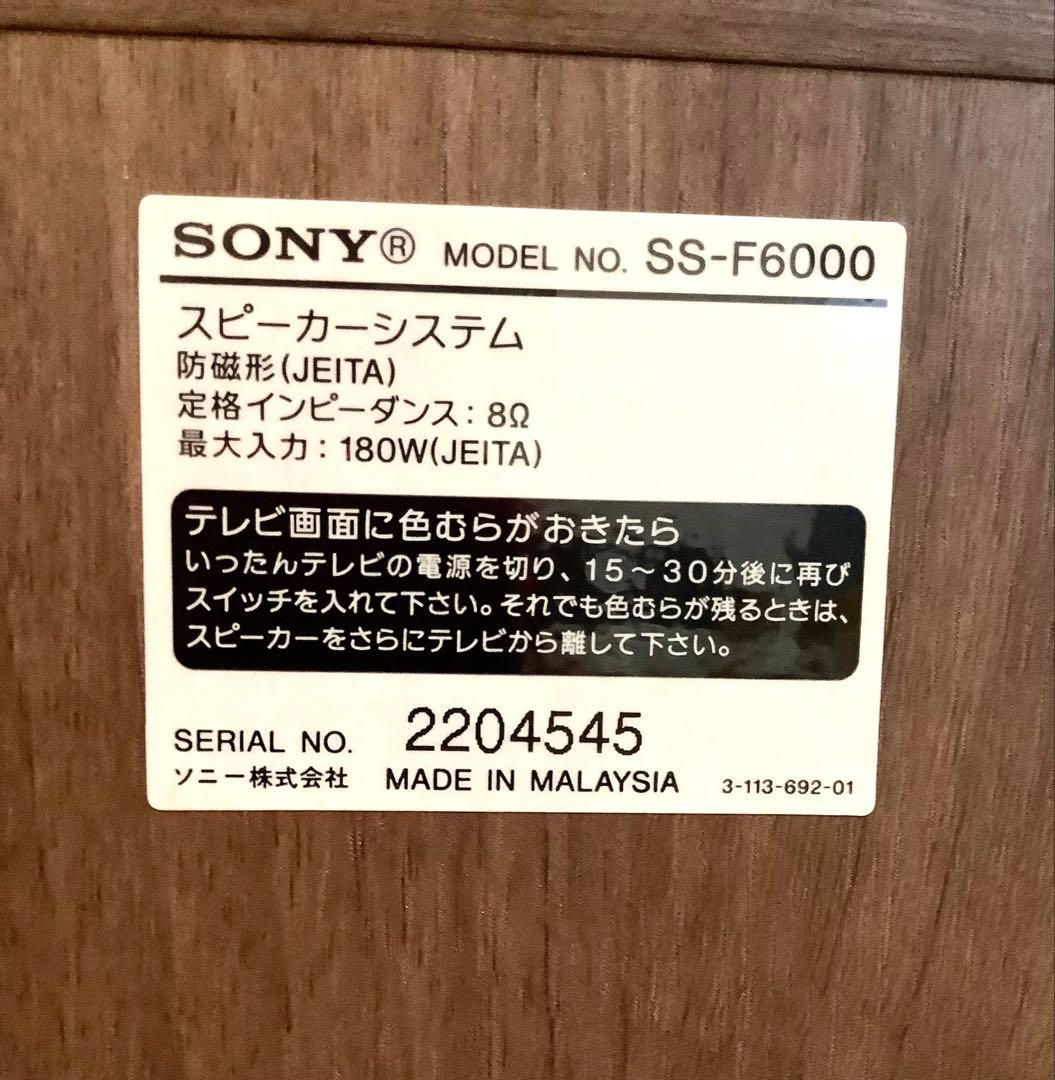 SONY® MODEL NO. SS-F6000
スピーカーシステム
防磁形(JEITA)
定格インピーダンス：8Ω
最大入力：180W(JEITA)
テレビ画面に色むらがおきたら
いったんテレビの電源を切り、15～30分後に再び
スイッチを入れて下さい。それでも色むらが残るときは、
スピーカーをさらにテレビから離して下さい。
SERIAL NO. 2204545
ソニー株式会社 MADE IN MALAYSIA 3-113-692-01